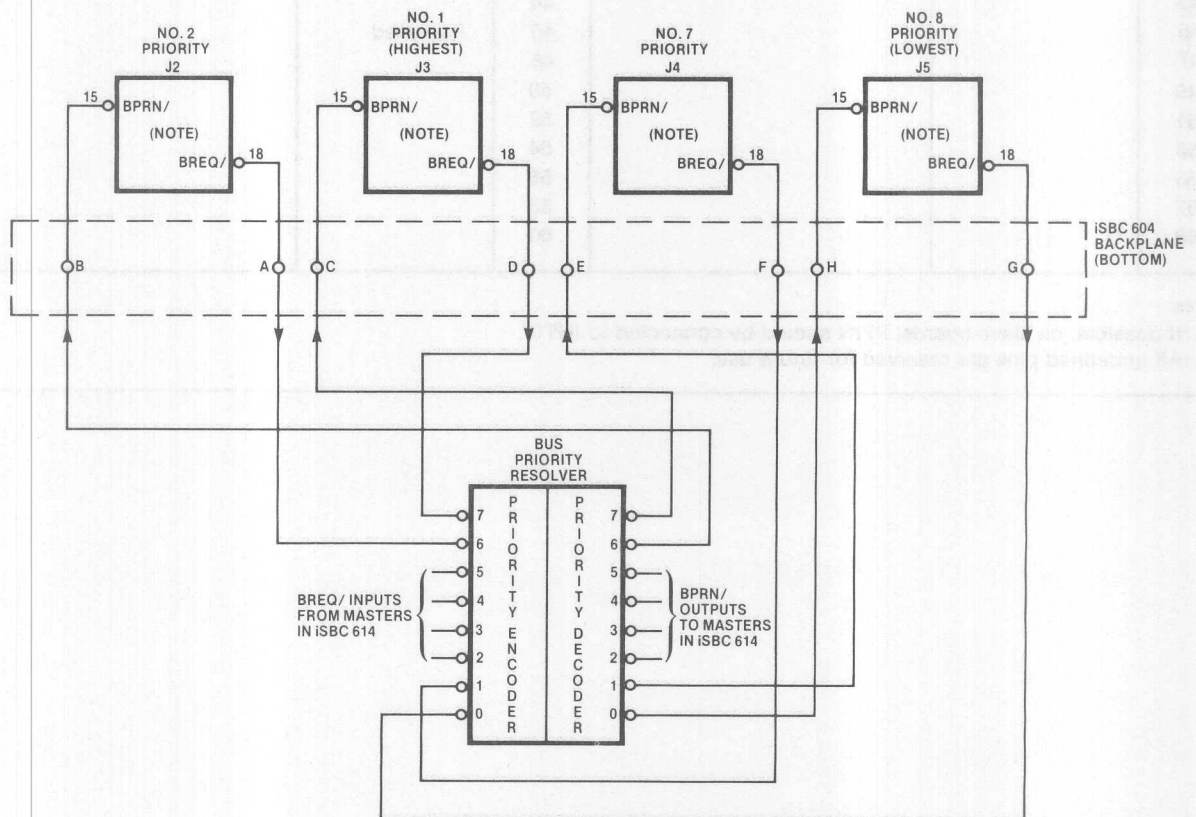 NO. 2
PRIORITY
J2
NO. 1
PRIORITY
(HIGHEST)
J3
NO. 7
PRIORITY
J4
NO. 8
PRIORITY
(LOWEST)
J5
15
BPRN/
(NOTE)
BREQ/
18
15
BPRN/
(NOTE)
BREQ/
18
15
BPRN/
(NOTE)
BREQ/
18
15
BPRN/
(NOTE)
BREQ/
18
iSBC 604
BACKPLANE
(BOTTOM)
B
A
C
D
E
F
H
G
BUS
PRIORITY
RESOLVER
7
6
5
4
3
2
1
0
PRIORITY ENCODER
PRIORITY DECODER
7
6
5
4
3
2
1
0
BREQ/ INPUTS
FROM MASTERS
IN iSBC 614
BPRN/
OUTPUTS
TO MASTERS
IN iSBC 614